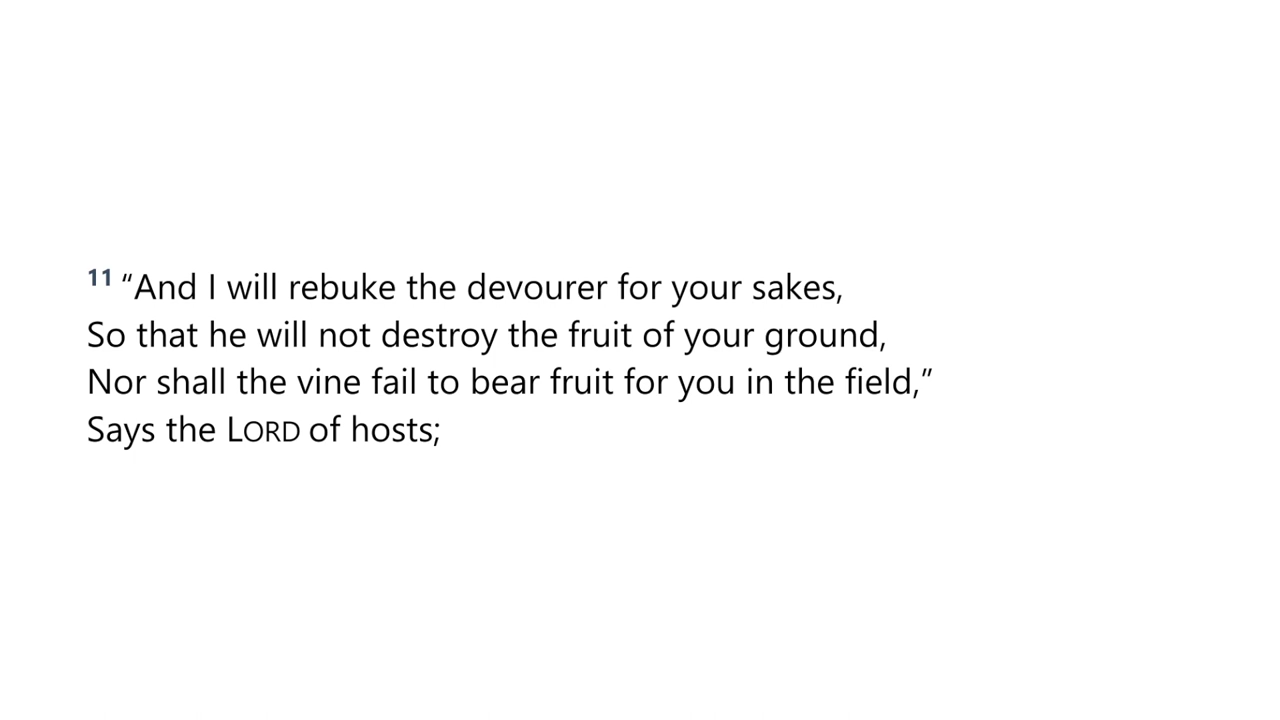 11 “And I will rebuke the devourer for your sakes,
So that he will not destroy the fruit of your ground,
Nor shall the vine fail to bear fruit for you in the field,”
Says the LORD of hosts;